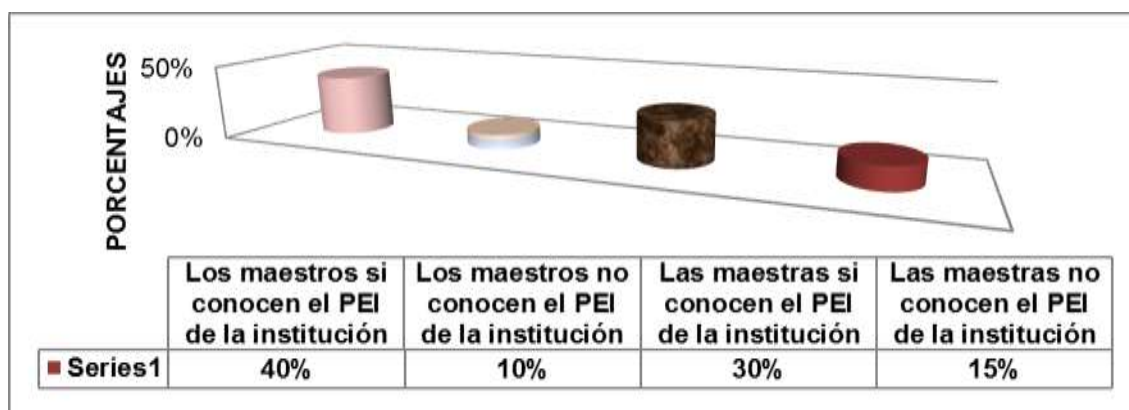 PORCENTAJES
50%
0%
Los maestros si conocen el PEI de la institución
Los maestros no conocen el PEI de la institución
Las maestras si conocen el PEI de la institución
Las maestras no conocen el PEI de la institución
Series1 40% 10% 30% 15%